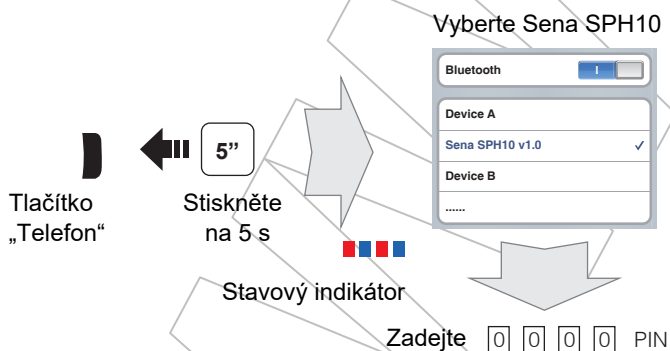 Vyberte Sena SPH10
Bluetooth
I
Device A
Sena SPH10 v1.0 ✓
Device B
......
5”
Tlačítko
„Telefon“
Stiskněte
na 5 s
Stavový indikátor
Zadejte 0 0 0 0 PIN